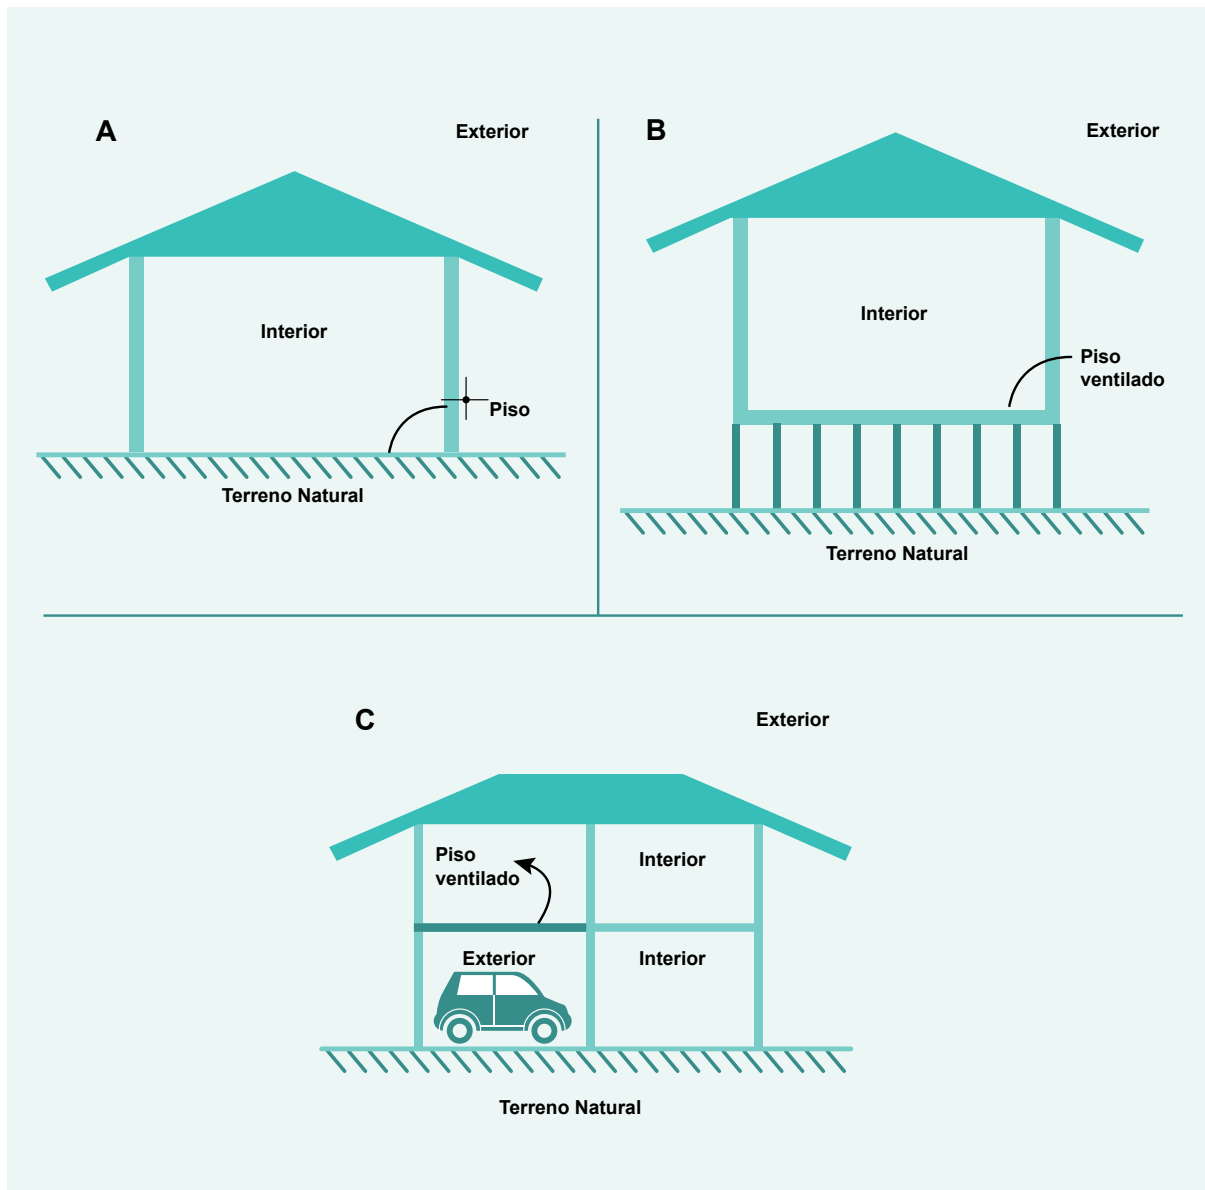 A
Exterior
Interior
Piso
Terreno Natural
B
Exterior
Interior
Piso
ventilado
Terreno Natural
C
Exterior
Piso
ventilado
Interior
Exterior
Interior
Terreno Natural